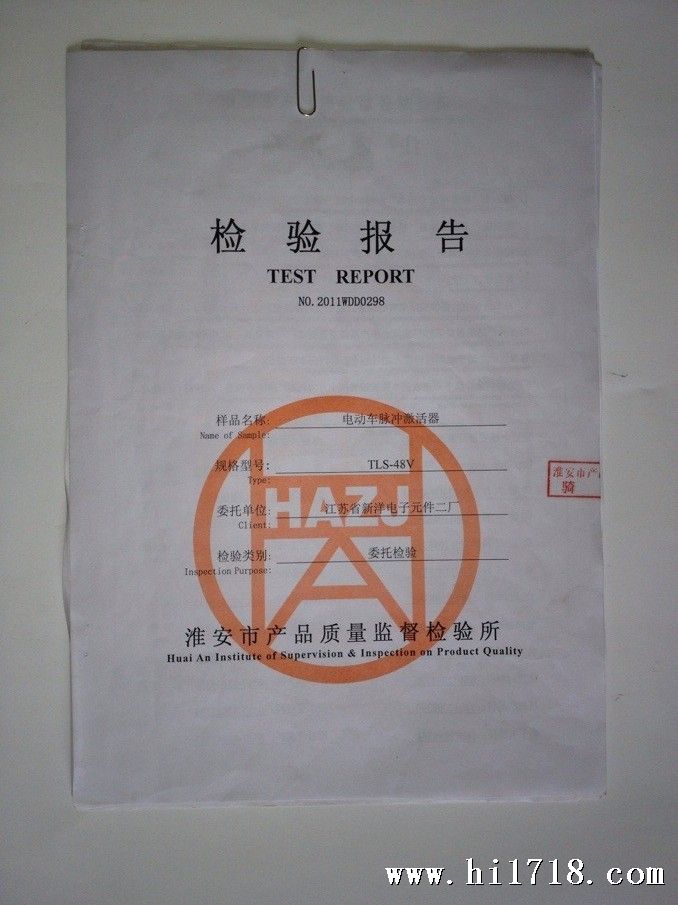 检验报告
TEST REPORT
NO. 2011WDD0298
样品名称: 电动车脉冲激活器
Name of Sample:
规格型号: TLS-48V
Type:
委托单位: 江苏省新洋电子元件二厂
Client:
检验类别: 委托检验
Inspection Purpose:
HAZJ
淮安市产
骑
淮安市产品质量监督检验所
Huai An Institute of Supervision & Inspection on Product Quality
www.hi1718.com